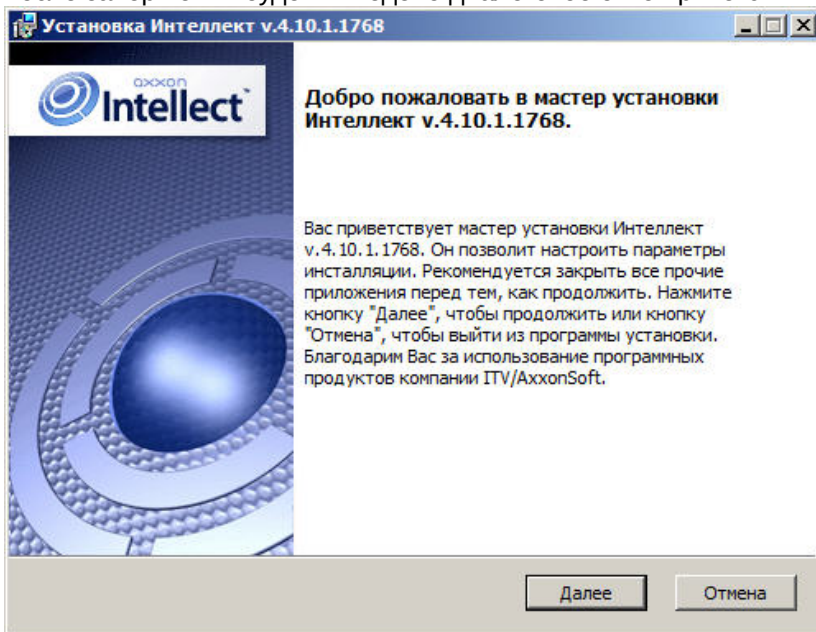 Установка Интеллект v.4.10.1.1768
axxon
Intellect
Добро пожаловать в мастер установки
Интеллект v.4.10.1.1768.
Вас приветствует мастер установки Интеллект
v.4.10.1.1768. Он позволит настроить параметры
инсталляции. Рекомендуется закрыть все прочие
приложения перед тем, как продолжить. Нажмите
кнопку "Далее", чтобы продолжить или кнопку
"Отмена", чтобы выйти из программы установки.
Благодарим Вас за использование программных
продуктов компании ITV/AxxonSoft.
Далее
Отмена